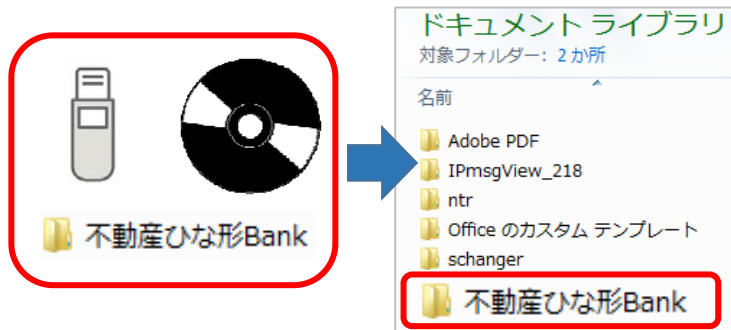 不動産ひな形Bank
ドキュメント ライブラリ
対象フォルダー: 2 か所
名前
Adobe PDF
IPmsgView_218
ntr
Office のカスタム テンプレート
schanger
不動産ひな形Bank